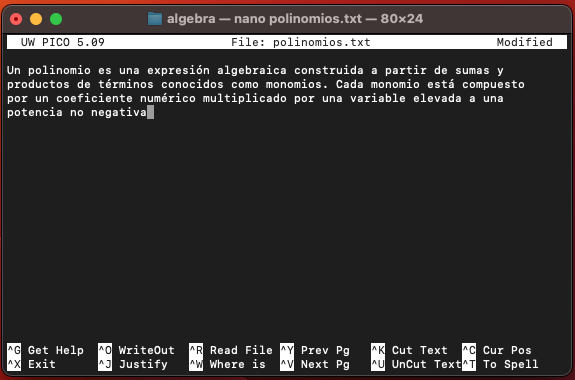 algebra — nano polinomios.txt — 80×24
UW PICO 5.09 File: polinomios.txt Modified
Un polinomio es una expresión algebraica construida a partir de sumas y
productos de términos conocidos como monomios. Cada monomio está compuesto
por un coeficiente numérico multiplicado por una variable elevada a una
potencia no negativa
^G Get Help ^O WriteOut ^R Read File ^Y Prev Pg ^K Cut Text ^C Cur Pos
^X Exit ^J Justify ^W Where is ^V Next Pg ^U UnCut Text ^T To Spell